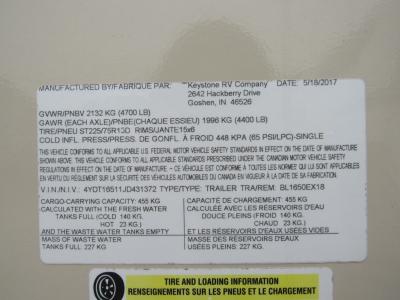 MANUFACTURED BY/FABRIQUE PAR: Keystone RV Company DATE: 5/18/2017
2642 Hackberry Drive
Goshen, IN 46526
GVWR/PNBV 2132 KG (4700 LB)
GAWR (EACH AXLE)/PNBE(CHAQUE ESSIEU) 1996 KG (4400 LB)
TIRE/PNEU ST225/75R15D RIMS/JANTE15x6
COLD INFL. PRESS/PRESS. DE GONFL. À FROID 448 KPA (65 PSI/LPC)-SINGLE
THIS VEHICLE CONFORMS TO ALL APPLICABLE U.S. FEDERAL MOTOR VEHICLE SAFETY STANDARDS IN EFFECT ON THE DATE OF MANUFACTURE
SHOWN ABOVE. THIS VEHICLE CONFORMS TO ALL APPLICABLE STANDARDS PRESCRIBED UNDER THE CANADIAN MOTOR VEHICLE SAFETY
REGULATIONS IN EFFECT ON THE DATE OF MANUFACTURE. / CE VÉHICULE EST CONFORME A TOUTES LES NORMES QUI LUI SONT APPLICABLES
EN VERTU DU RÈGLEMENT SUR LA SÉCURITÉ DES VÉHICULES AUTOMOBILES DU CANADA EN VIGUEUR À LA DATE DE SA FABRICATION
V.I.N./N.I.V.: 4YDT16511JD431372 TYPE/TYPE: TRAILER TRA/REM: BL1650EX18
CARGO-CARRYING CAPACITY: 455 KG
CALCULATED WITH THE FRESH WATER
TANKS FULL: (COLD 140 KG.
HOT 23 KG.)
AND THE WASTE WATER TANKS EMPTY
MASS OF WATER
TANKS FULL: 227 KG
CAPACITÉ DE CHARGEMENT: 455 KG
CALCULÉE AVEC LES RÉSERVOIRS D'EAU
DOUCE PLEINS (FROID: 140 KG.
CHAUD 23 KG.)
ET LES RÉSERVOIRS D'EAU USÉES VIDES
MASSE DES RÉSERVOIRS D'EAU
PLEINS: 227 KG
TIRE AND LOADING INFORMATION
RENSEIGNEMENTS SUR LES PNEUS ET LE CHARGEMENT